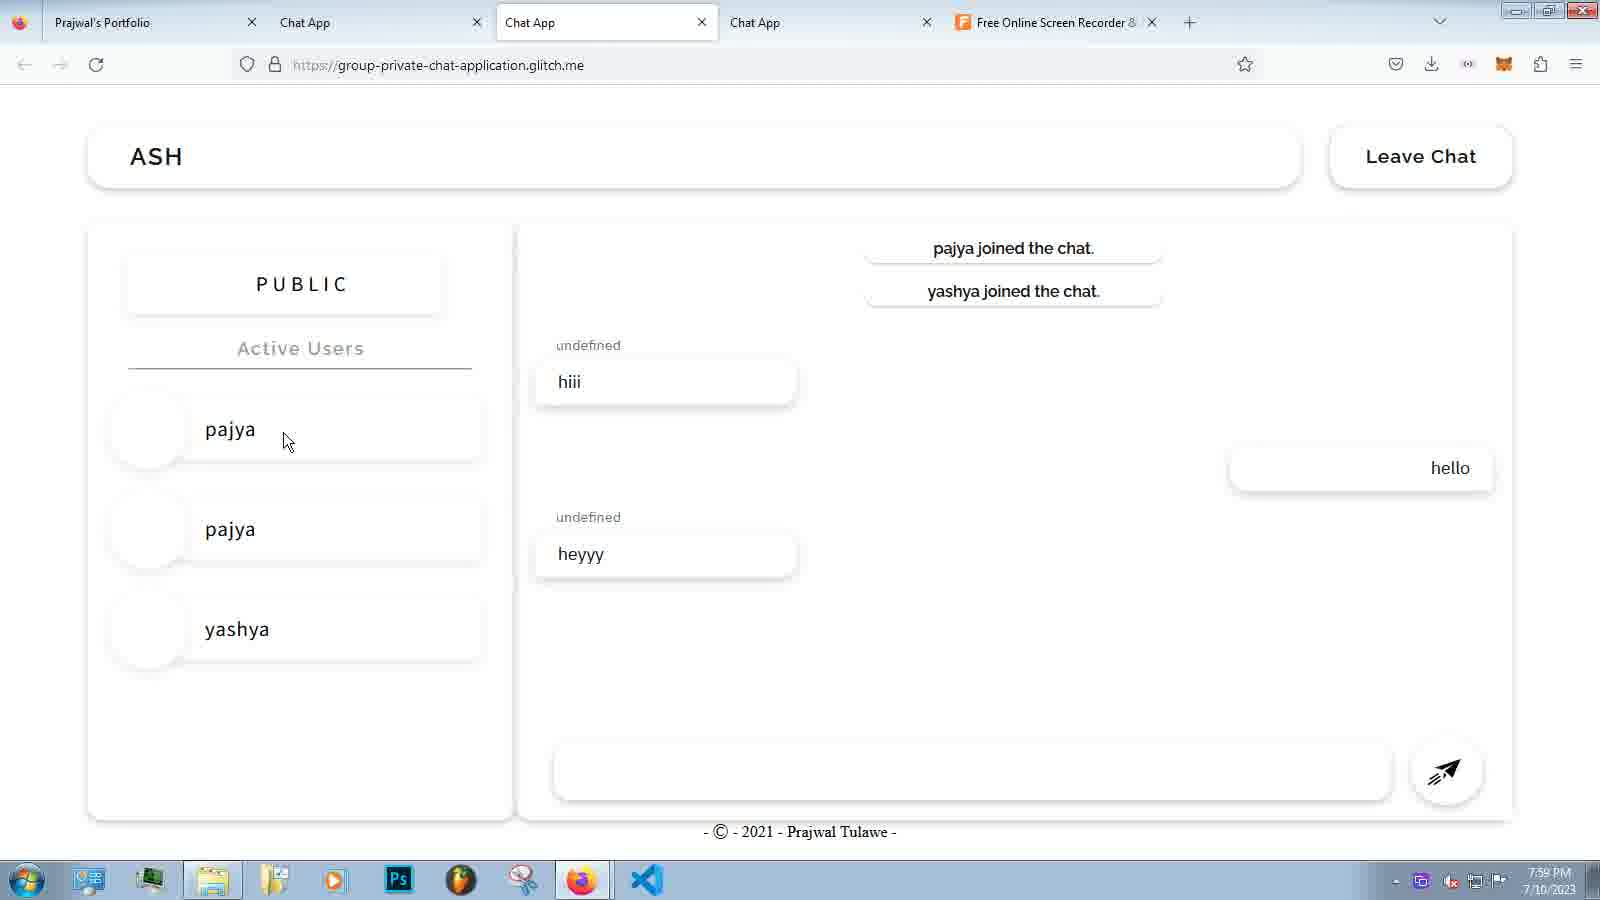 Prajwal's Portfolio
Chat App
Chat App
Chat App
Free Online Screen Recorder &
https://group-private-chat-application.glitch.me
ASH
Leave Chat
PUBLIC
Active Users
pajya
pajya
yashya
pajya joined the chat.
yashya joined the chat.
undefined
hiii
hello
undefined
heyyy
- © - 2021 - Prajwal Tulawe -
Ps
7:59 PM
7/10/2023